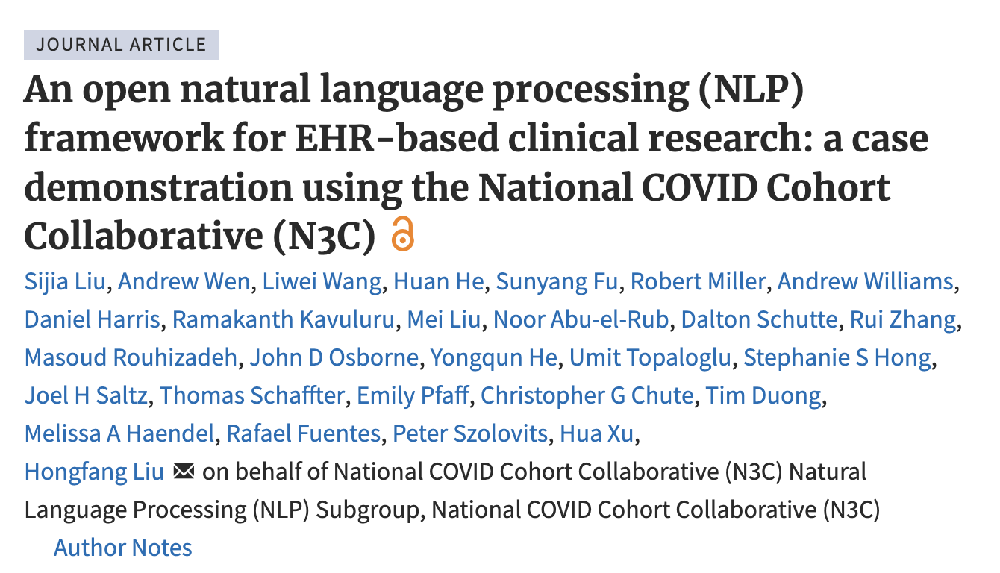 JOURNAL ARTICLE
An open natural language processing (NLP)
framework for EHR-based clinical research: a case
demonstration using the National COVID Cohort
Collaborative (N3C)
Sijia Liu, Andrew Wen, Liwei Wang, Huan He, Sunyang Fu, Robert Miller, Andrew Williams,
Daniel Harris, Ramakanth Kavuluru, Mei Liu, Noor Abu-el-Rub, Dalton Schutte, Rui Zhang,
Masoud Rouhizadeh, John D Osborne, Yongqun He, Umit Topaloglu, Stephanie S Hong,
Joel H Saltz, Thomas Schaffter, Emily Pfaff, Christopher G Chute, Tim Duong,
Melissa A Haendel, Rafael Fuentes, Peter Szolovits, Hua Xu,
Hongfang Liu on behalf of National COVID Cohort Collaborative (N3C) Natural
Language Processing (NLP) Subgroup, National COVID Cohort Collaborative (N3C)
Author Notes